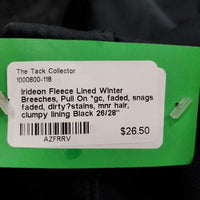 The Tack Collector
1000800-118
Irideon Fleece Lined Winter
Breeches, Pull On *gc, faded, snags
faded, dirty?stains, mnr hair,
clumpy lining Black 26/28"
$26.50
AZFRRV